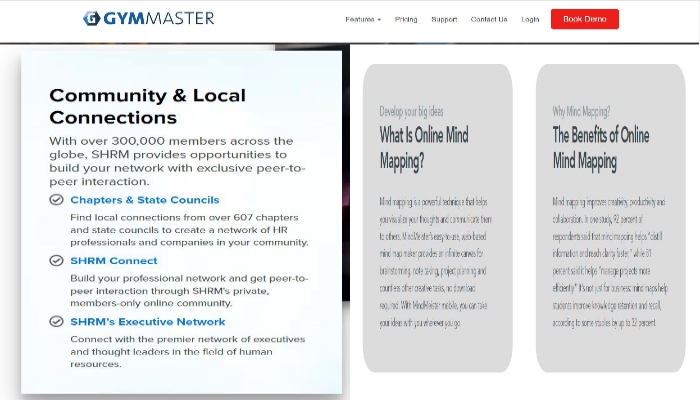 GYMMASTER
Features Pricing Support Contact Us Login Book Demo
Community & Local
Connections
With over 300,000 members across the
globe, SHRM provides opportunities to
build your network with exclusive peer-to-
peer interaction.
Chapters & State Councils
Find local connections from over 607 chapters
and state councils to create a network of HR
professionals and companies in your community.
SHRM Connect
Build your professional network and get peer-to-
peer interaction through SHRM's private,
members-only online community.
SHRM's Executive Network
Connect with the premier network of executives
and thought leaders in the field of human
resources.
Develop your big ideas
What Is Online Mind
Mapping?
Mind mapping is a powerful technique that helps
you visualize your thoughts and communicate them
to others. MindMeister's easy-to-use, web-based
mind map maker provides an infinite canvas for
brainstorming, note taking, project planning and
countless other creative tasks, no download
required. With MindMeister mobile, you can take
your ideas with you wherever you go.
Why Mind Mapping?
The Benefits of Online
Mind Mapping
Mind mapping improves creativity, productivity and
collaboration. In one study, 92 percent of
respondents said that mind mapping helps "distill
information and reach clarity faster," while 61
percent said it helps "manage projects more
efficiently." It's not just for business: mind maps help
students improve knowledge retention and recall,
according to some studies by up to 32 percent.